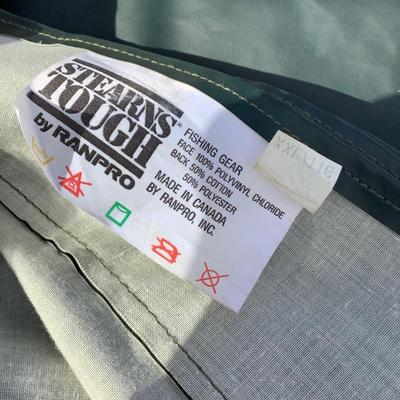 STEARNS
TOUGH
by RANPRO
FISHING GEAR
FACE 100% POLYVINYL CHLORIDE
BACK 50% COTTON
50% POLYESTER
MADE IN CANADA
BY RANPRO, INC.